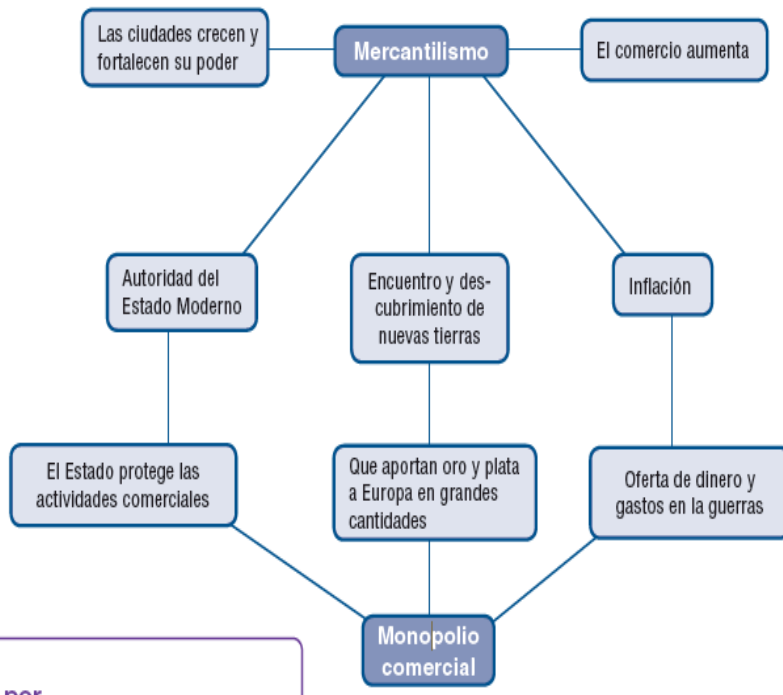 Las ciudades crecen y
fortalecen su poder
Mercantilismo
El comercio aumenta
Autoridad del
Estado Moderno
Encuentro y des-
cubrimiento de
nuevas tierras
Inflación
El Estado protege las
actividades comerciales
Que aportan oro y plata
a Europa en grandes
cantidades
Oferta de dinero y
gastos en la guerras
Monopolio
comercial
por